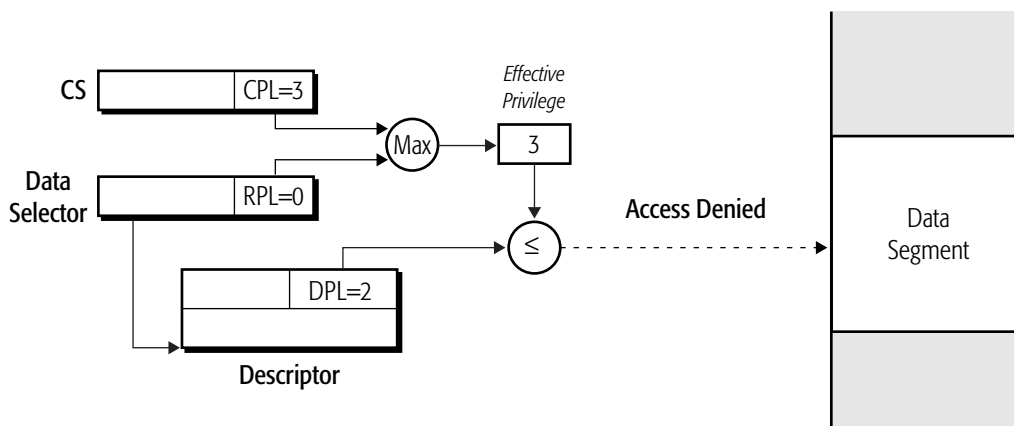 Effective
Privilege
CS
CPL=3
Max
3
Data
Selector
RPL=0
Access Denied
Data
Segment
≤
DPL=2
Descriptor